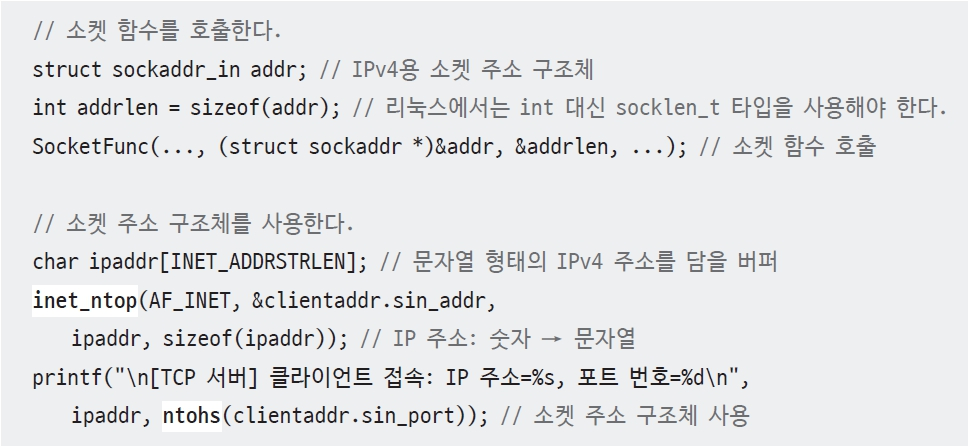 // 소켓 함수를 호출한다.
struct sockaddr_in addr; // IPv4용 소켓 주소 구조체
int addrlen = sizeof(addr); // 리눅스에서는 int 대신 socklen_t 타입을 사용해야 한다.
SocketFunc(..., (struct sockaddr *)&addr, &addrlen, ...); // 소켓 함수 호출
// 소켓 주소 구조체를 사용한다.
char ipaddr[INET_ADDRSTRLEN]; // 문자열 형태의 IPv4 주소를 담을 버퍼
inet_ntop(AF_INET, &clientaddr.sin_addr,
ipaddr, sizeof(ipaddr)); // IP 주소: 숫자 → 문자열
printf("\n[TCP 서버] 클라이언트 접속: IP 주소=%s, 포트 번호=%d\n",
ipaddr, ntohs(clientaddr.sin_port)); // 소켓 주소 구조체 사용